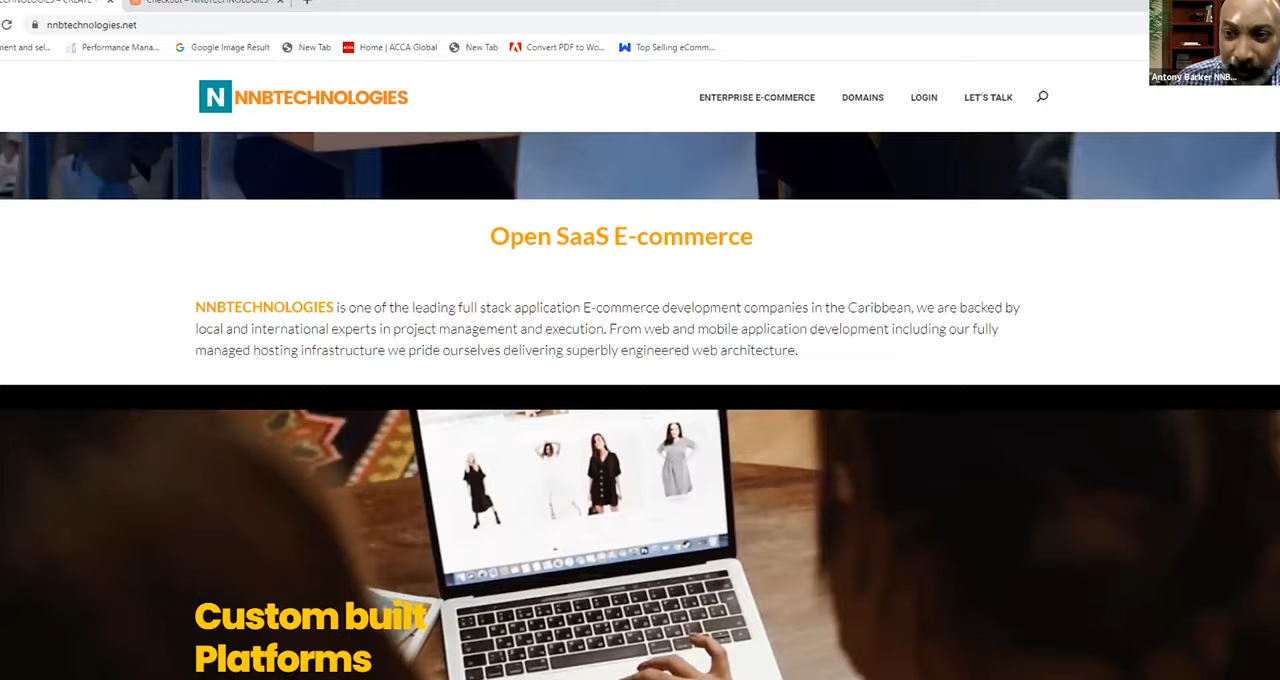 Checkout – NNBTECHNOLOGIES
nnbtechnologies.net
ment and sel...
Performance Mana...
Google Image Result
New Tab
ACCA
Home | ACCA Global
New Tab
Convert PDF to Wo...
Top Selling eComm...
Antony Barker NNB...
N NNBTECHNOLOGIES
ENTERPRISE E-COMMERCE
DOMAINS
LOGIN
LET'S TALK
Open SaaS E-commerce
NNBTECHNOLOGIES is one of the leading full stack application E-commerce development companies in the Caribbean, we are backed by
local and international experts in project management and execution. From web and mobile application development including our fully
managed hosting infrastructure we pride ourselves delivering superbly engineered web architecture.
Custom built
Platforms